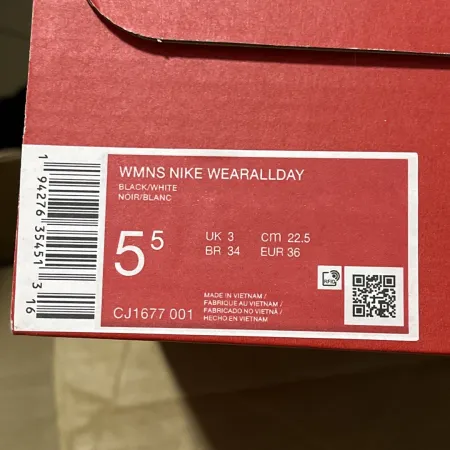 WMNS NIKE WEARALLDAY
BLACK/WHITE
NOIR/BLANC
5 5
UK 3 cm 22.5
BR 34 EUR 36
RFID
MADE IN VIETNAM /
FABRIQUE AU VIETNAM /
FABRICADO NO VIETNÃ /
HECHO EN VIETNAM
CJ1677 001
1 94276 35451 3 16